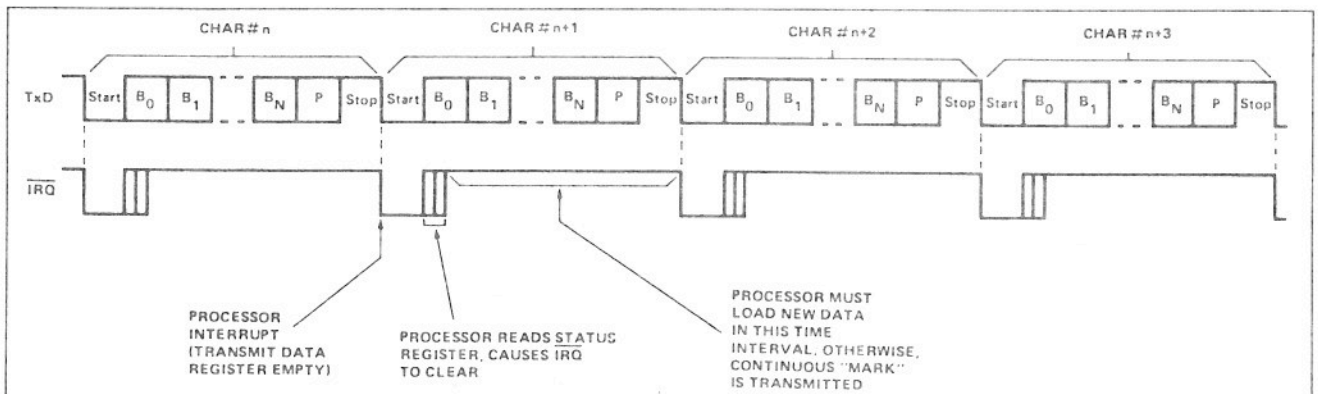 CHAR #n
CHAR #n+1
CHAR #n+2
CHAR #n+3
TxD
Start B0 B1 BN P Stop Start B0 B1 BN P Stop Start B0 B1 BN P Stop Start B0 B1 BN P Stop
IRQ
PROCESSOR
INTERRUPT
(TRANSMIT DATA
REGISTER EMPTY)
PROCESSOR READS STATUS
REGISTER, CAUSES IRQ
TO CLEAR
PROCESSOR MUST
LOAD NEW DATA
IN THIS TIME
INTERVAL, OTHERWISE,
CONTINUOUS "MARK"
IS TRANSMITTED